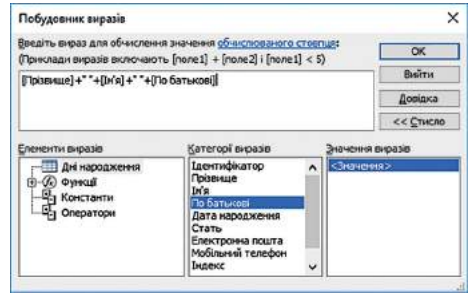 Побудовник виразів
Введіть вираз для обчислення значення обчислюваного стовпця:
(Приклади виразів включають [поле1] + [поле2] і [поле1] < 5)
[Прізвище]+" "+[Ім'я]+" "+[По батькові]
ОК
Вийти
Довідка
<< Стисло
Елементи виразів
Дні народження
Функції
Константи
Оператори
Категорії виразів
Ідентифікатор
Прізвище
Ім'я
По батькові
Дата народження
Стать
Електронна пошта
Мобільний телефон
Індекс
Значення виразів
<Значення>